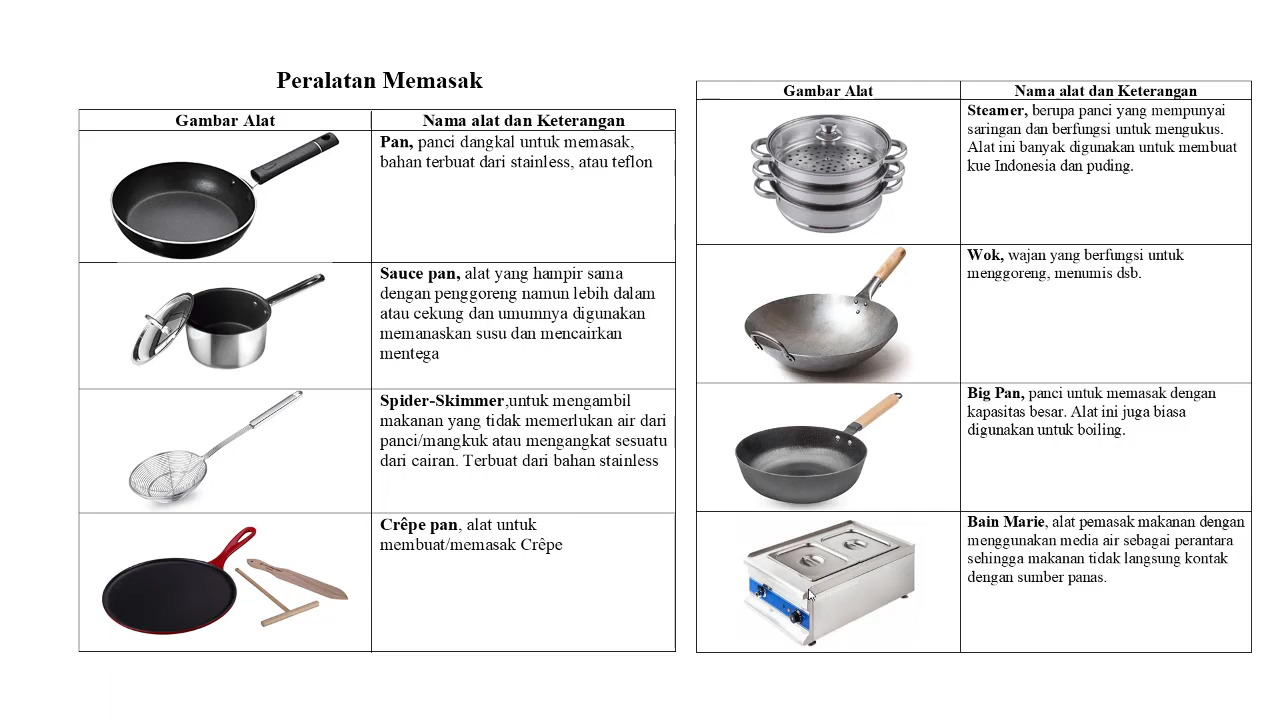 Peralatan Memasak
Gambar Alat
Nama alat dan Keterangan
Pan, panci dangkal untuk memasak,
bahan terbuat dari stainless, atau teflon
Sauce pan, alat yang hampir sama
dengan penggoreng namun lebih dalam
atau cekung dan umumnya digunakan
memanaskan susu dan mencairkan
mentega
Spider-Skimmer,untuk mengambil
makanan yang tidak memerlukan air dari
panci/mangkuk atau mengangkat sesuatu
dari cairan. Terbuat dari bahan stainless
Crêpe pan, alat untuk
membuat/memasak Crêpe
Gambar Alat
Nama alat dan Keterangan
Steamer, berupa panci yang mempunyai
saringan dan berfungsi untuk mengukus.
Alat ini banyak digunakan untuk membuat
kue Indonesia dan puding.
Wok, wajan yang berfungsi untuk
menggoreng, menumis dsb.
Big Pan, panci untuk memasak dengan
kapasitas besar. Alat ini juga biasa
digunakan untuk boiling.
Bain Marie, alat pemasak makanan dengan
menggunakan media air sebagai perantara
sehingga makanan tidak langsung kontak
dengan sumber panas.